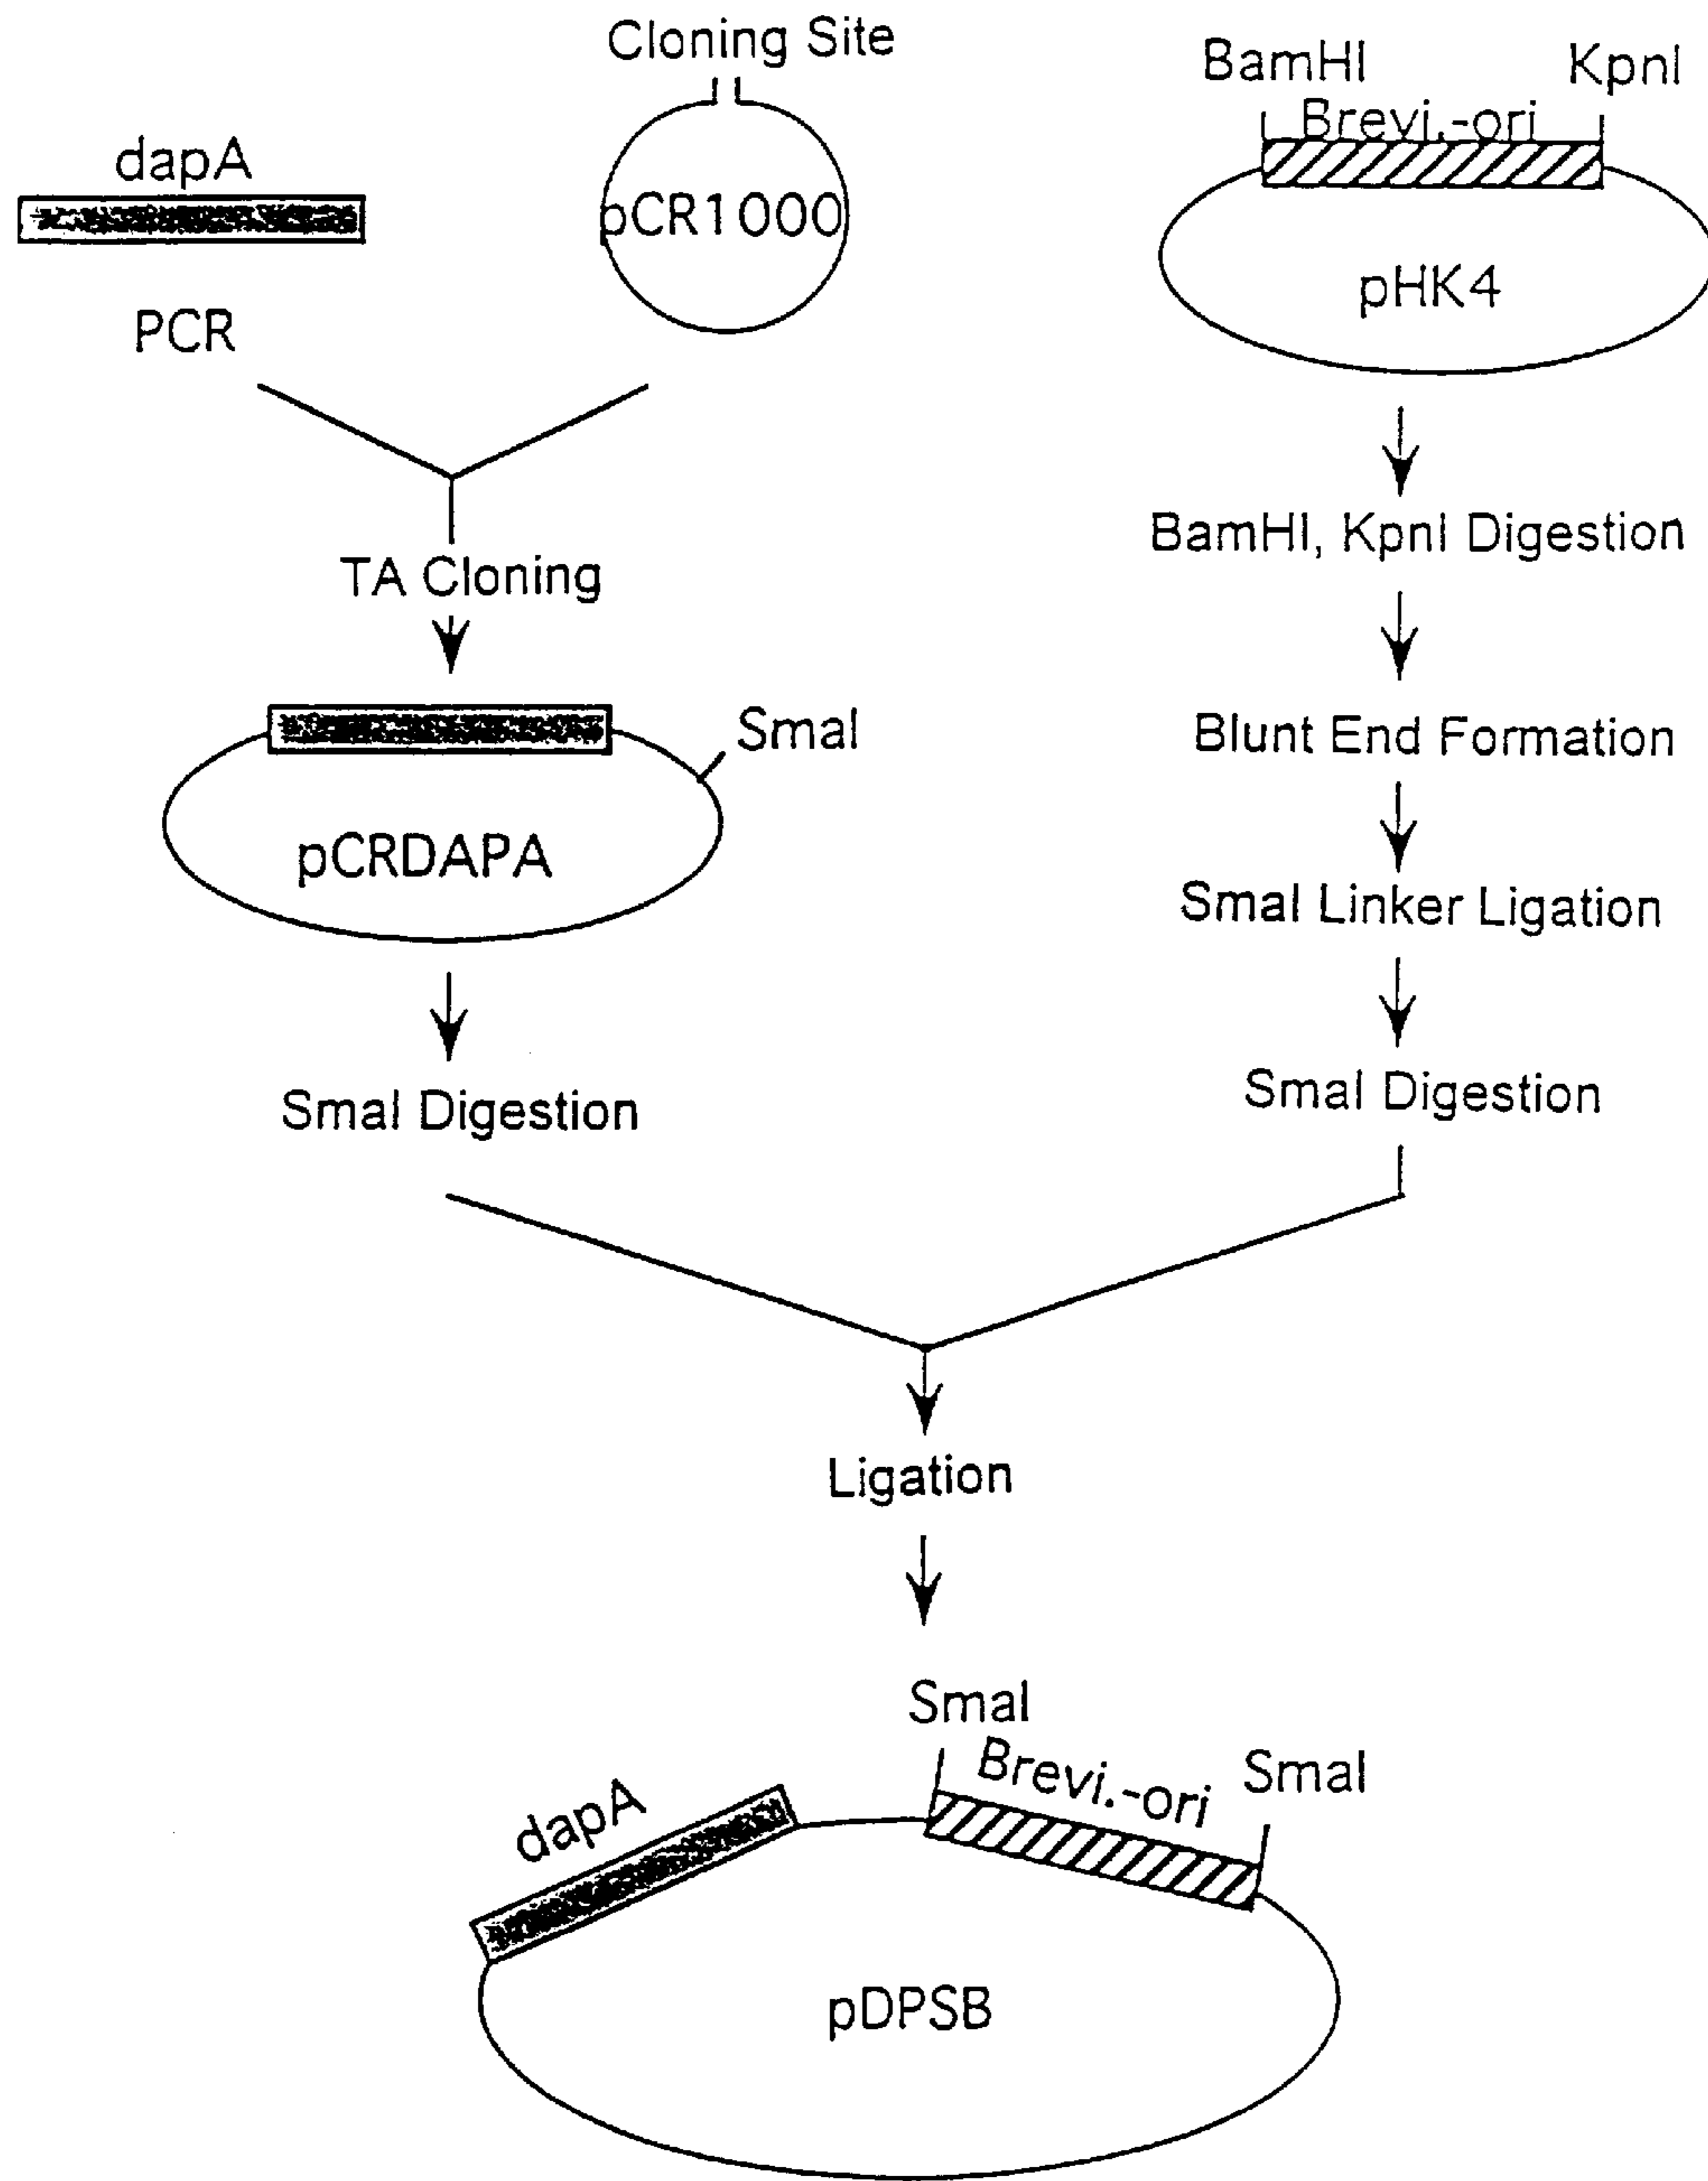 Cloning Site
BamHI
KpnI
Brevi.-ori
dapA
pCR1000
pHK4
PCR
BamHI, KpnI Digestion
TA Cloning
SmaI
Blunt End Formation
pCRDAPA
SmaI Linker Ligation
SmaI Digestion
SmaI Digestion
Ligation
SmaI
Brevi.-ori
SmaI
dapA
pDPSB